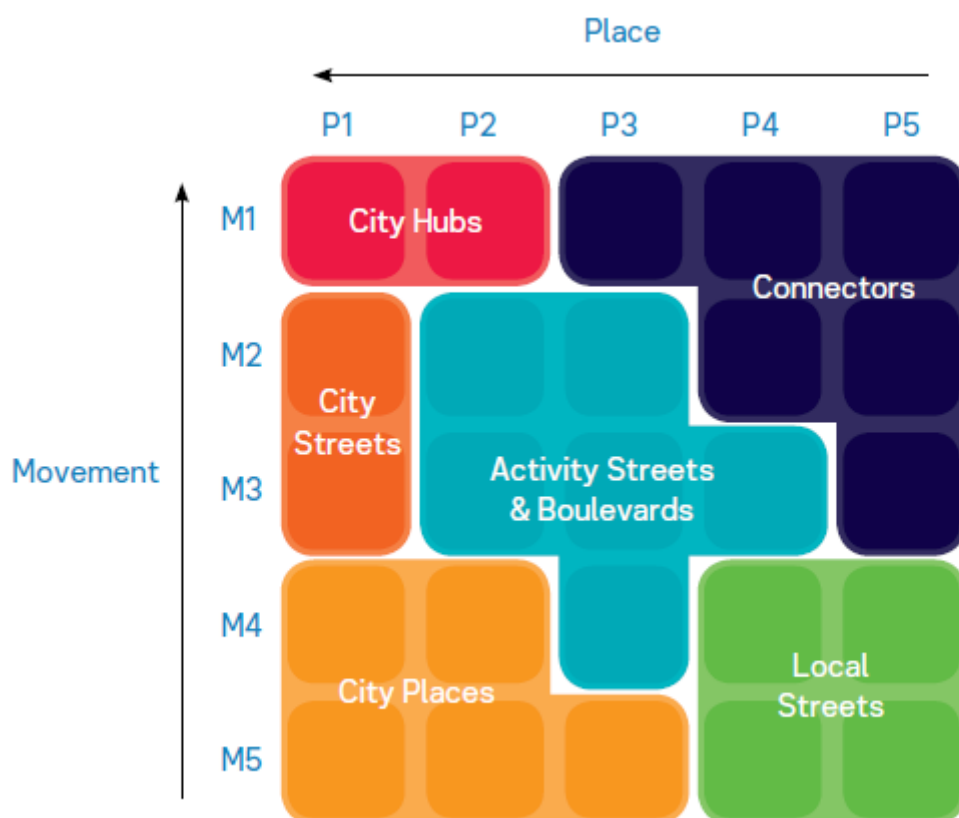 Place
P1 P2 P3 P4 P5
M1
City Hubs
Connectors
M2
City
Streets
Movement
M3
Activity Streets
& Boulevards
M4
City Places
Local
Streets
M5